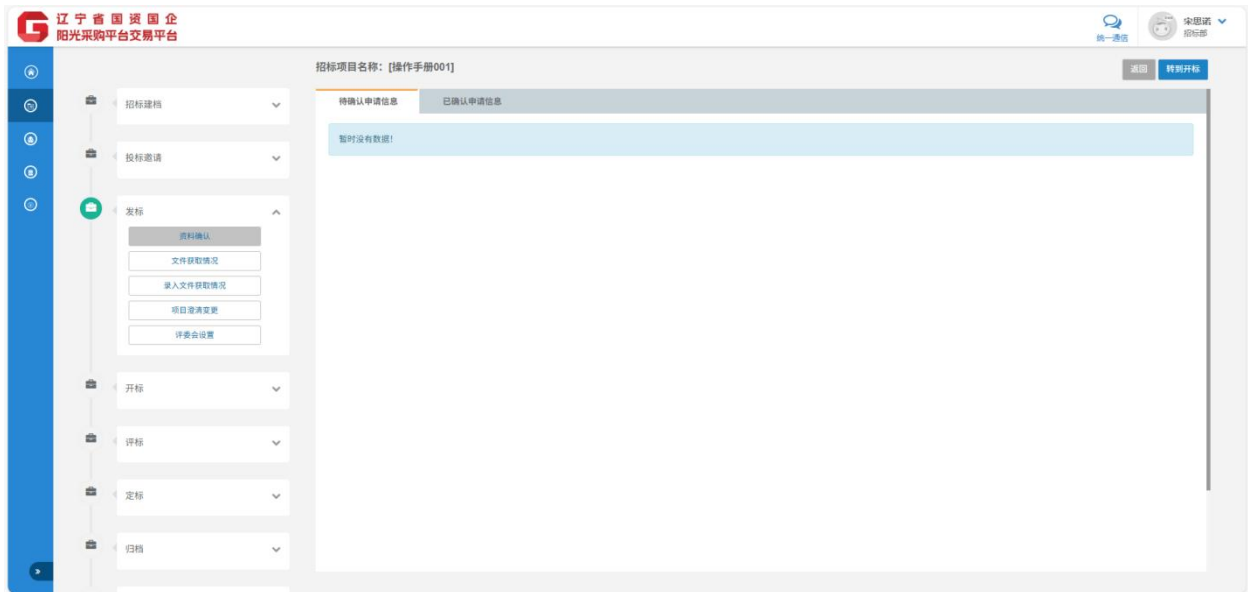 辽宁省国资国企
阳光采购平台交易平台
统一通信
宋思诺
招标部
招标项目名称：[操作手册001]
返回
转到开标
招标建档
投标邀请
发标
资料确认
文件获取情况
录入文件获取情况
项目澄清变更
评委会设置
开标
评标
定标
归档
待确认申请信息
已确认申请信息
暂时没有数据!